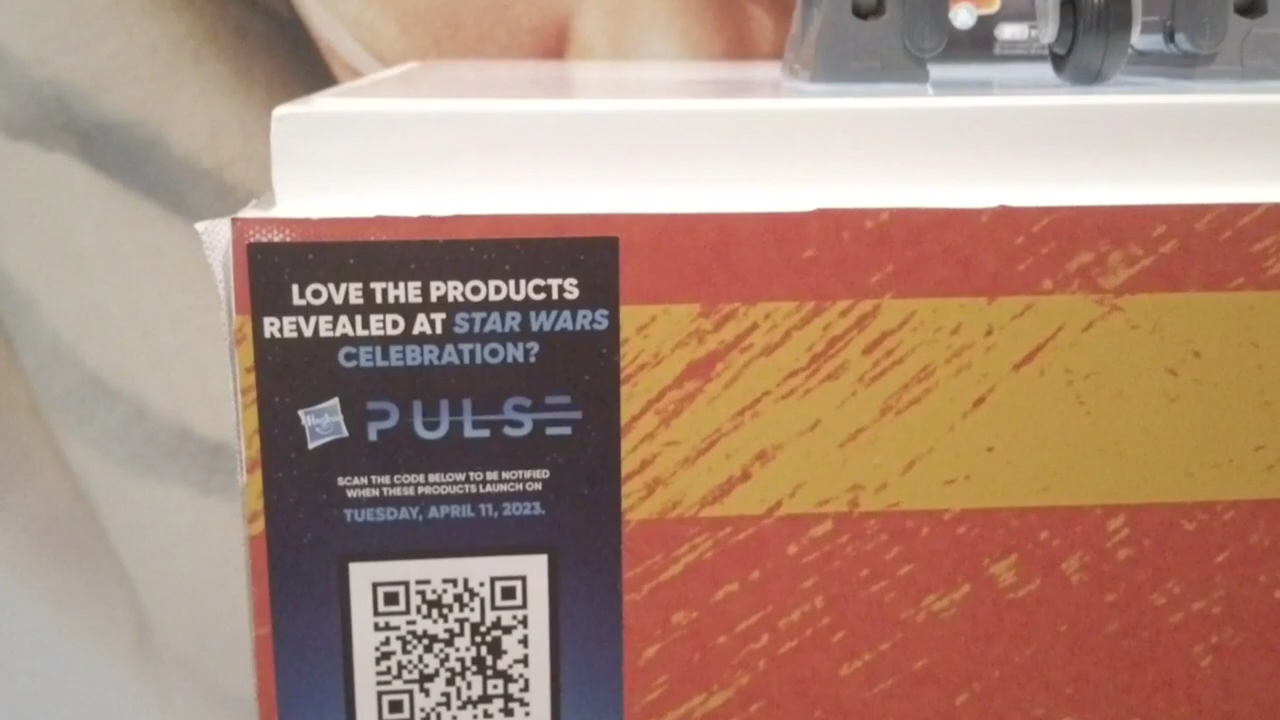 LOVE THE PRODUCTS
REVEALED AT STAR WARS
CELEBRATION?
Hasbro PULSE
SCAN THE CODE BELOW TO BE NOTIFIED
WHEN THESE PRODUCTS LAUNCH ON
TUESDAY, APRIL 11, 2023.